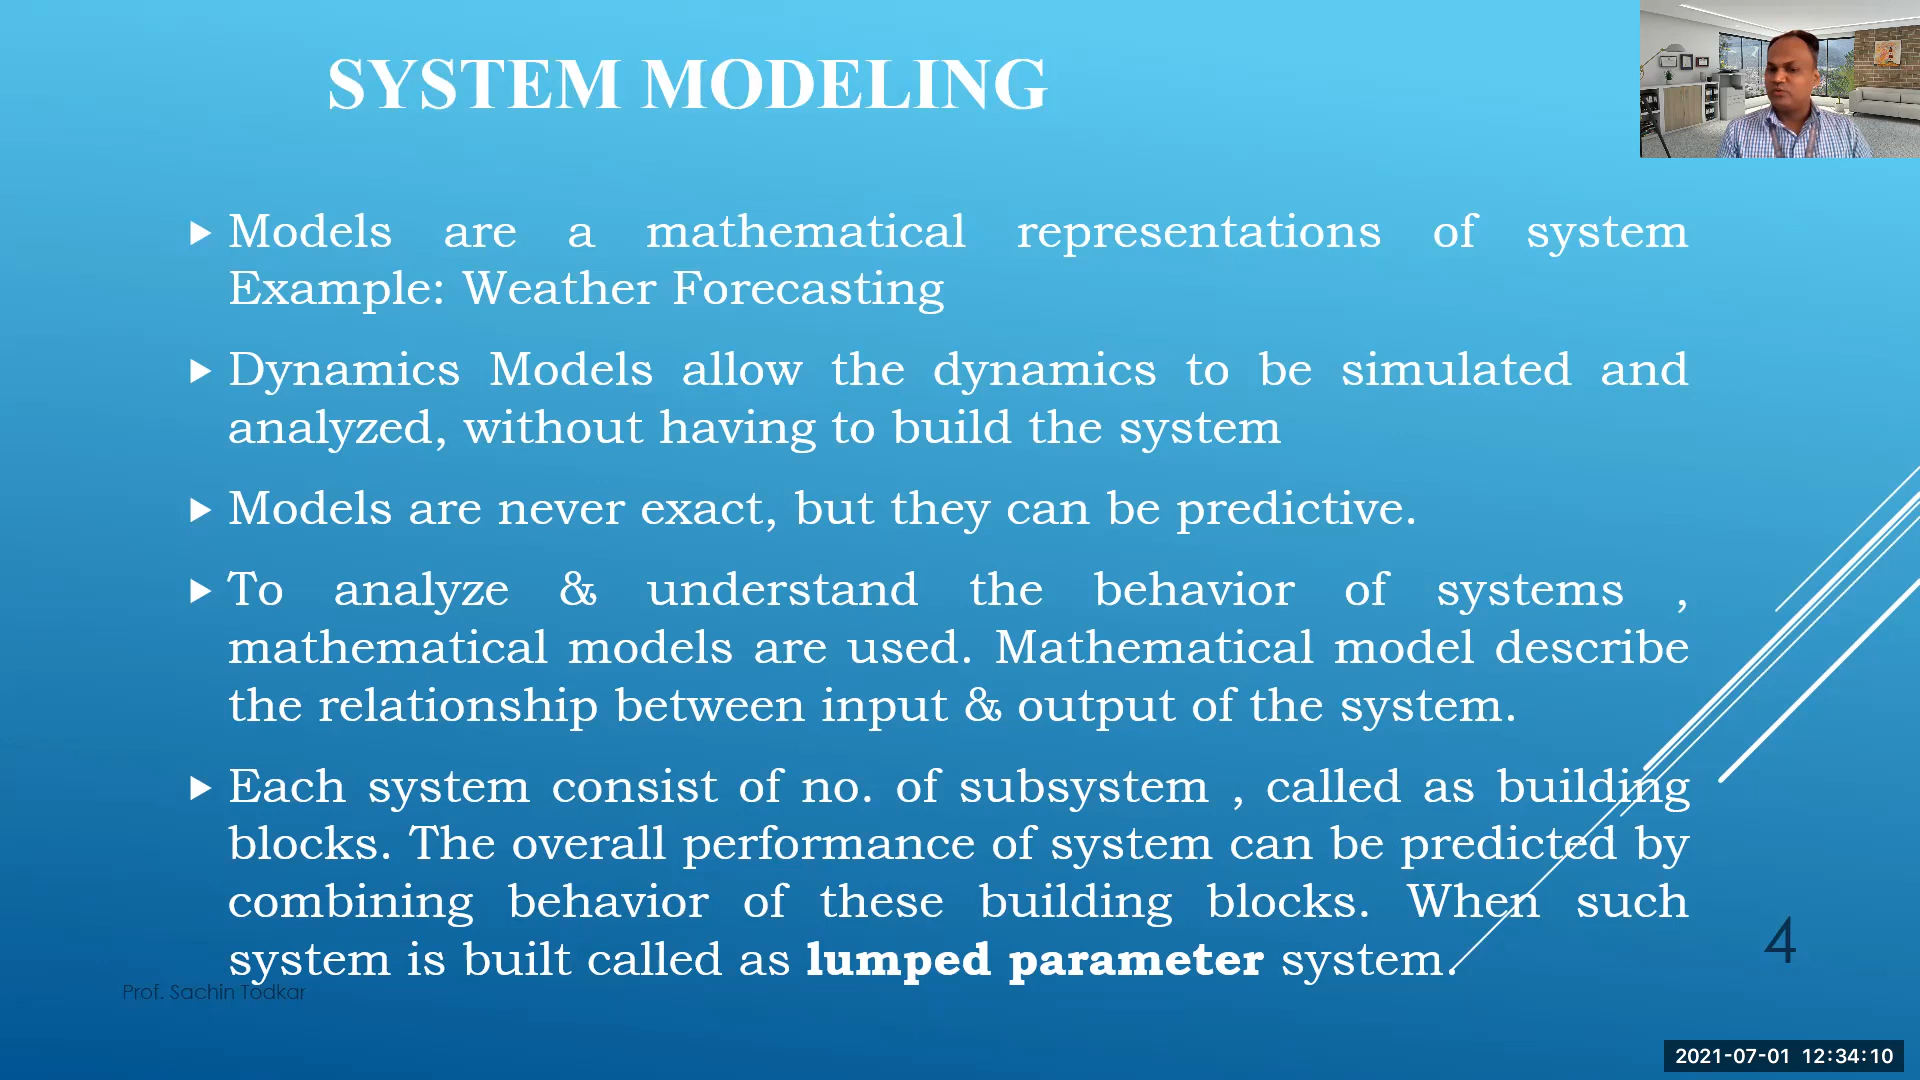 SYSTEM MODELING
Models are a mathematical representations of system
Example: Weather Forecasting
Dynamics Models allow the dynamics to be simulated and
analyzed, without having to build the system
Models are never exact, but they can be predictive.
To analyze & understand the behavior of systems ,
mathematical models are used. Mathematical model describe
the relationship between input & output of the system.
Each system consist of no. of subsystem , called as building
blocks. The overall performance of system can be predicted by
combining behavior of these building blocks. When such
system is built called as lumped parameter system.
4
Prof. Sachin Todkar
2021-07-01 12:34:10